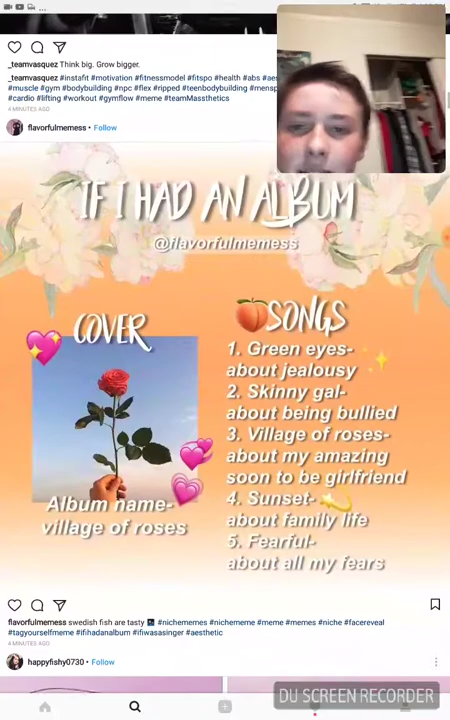 _teamvasquez Think big. Grow bigger.
_teamvasquez #instafit #motivation #fitnessmodel #fitspo #health #abs
#muscle #gym #bodybuilding #npc #flex #ripped #teenbodybuilding
#cardio #lifting #workout #gymflow #meme #teamMassthetics
4 MINUTES AGO
flavorfulmemess • Follow
IF I HAD AN ALBUM
@flavorfulmemess
COVER
Album name-
village of roses
SONGS
1. Green eyes-
about jealousy
2. Skinny gal-
about being bullied
3. Village of roses-
about my amazing
soon to be girlfriend
4. Sunset-
about family life
5. Fearful-
about all my fears
flavorfulmemess swedish fish are tasty #nichememes #nichememe #meme #memes #niche #facereveal
#tagyourselfmeme #ifihadanalbum #ifiwasasinger #aesthetic
4 MINUTES AGO
happyfishy0730 • Follow
DU SCREEN RECORDER